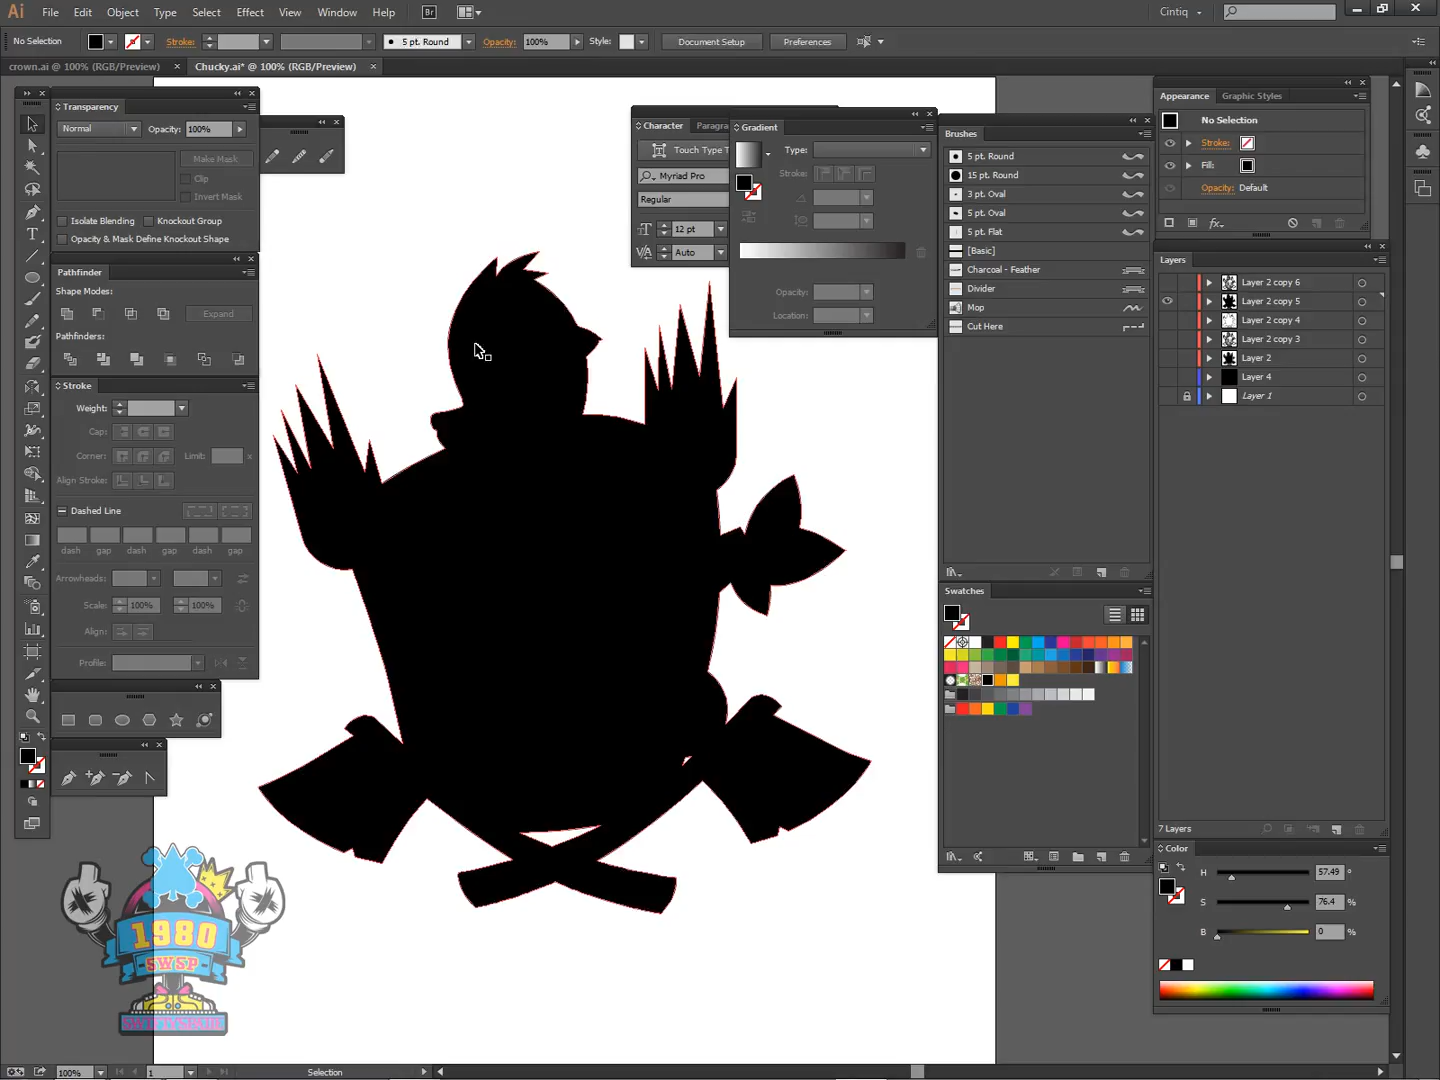 Ai File Edit Object Type Select Effect View Window Help Br Cintiq
No Selection Stroke: 5 pt. Round Opacity: 100% Style: Document Setup Preferences
crown.ai @ 100% (RGB/Preview) × Chucky.ai* @ 100% (RGB/Preview) ×
Transparency
Normal Opacity: 100%
Make Mask
Clip
Invert Mask
Isolate Blending Knockout Group
Opacity & Mask Define Knockout Shape
Pathfinder
Shape Modes:
Expand
Pathfinders:
Stroke
Weight:
Cap:
Corner: Limit: x
Align Stroke:
Dashed Line
dash gap dash gap dash gap
Arrowheads:
Scale: 100% 100%
Align:
Profile:
Character Paragra
Touch Type T
Myriad Pro
Regular
12 pt
Auto
Gradient
Type:
Stroke:
Opacity:
Location:
Brushes
5 pt. Round
15 pt. Round
3 pt. Oval
5 pt. Oval
5 pt. Flat
[Basic]
Charcoal - Feather
Divider
Mop
Cut Here
Swatches
Appearance Graphic Styles
No Selection
Stroke:
Fill:
Opacity: Default
fx
Layers
Layer 2 copy 6
Layer 2 copy 5
Layer 2 copy 4
Layer 2 copy 3
Layer 2
Layer 4
Layer 1
7 Layers
Color
H 57.49 °
S 76.4 %
B 0 %
1980
SWSP
100% 1 Selection